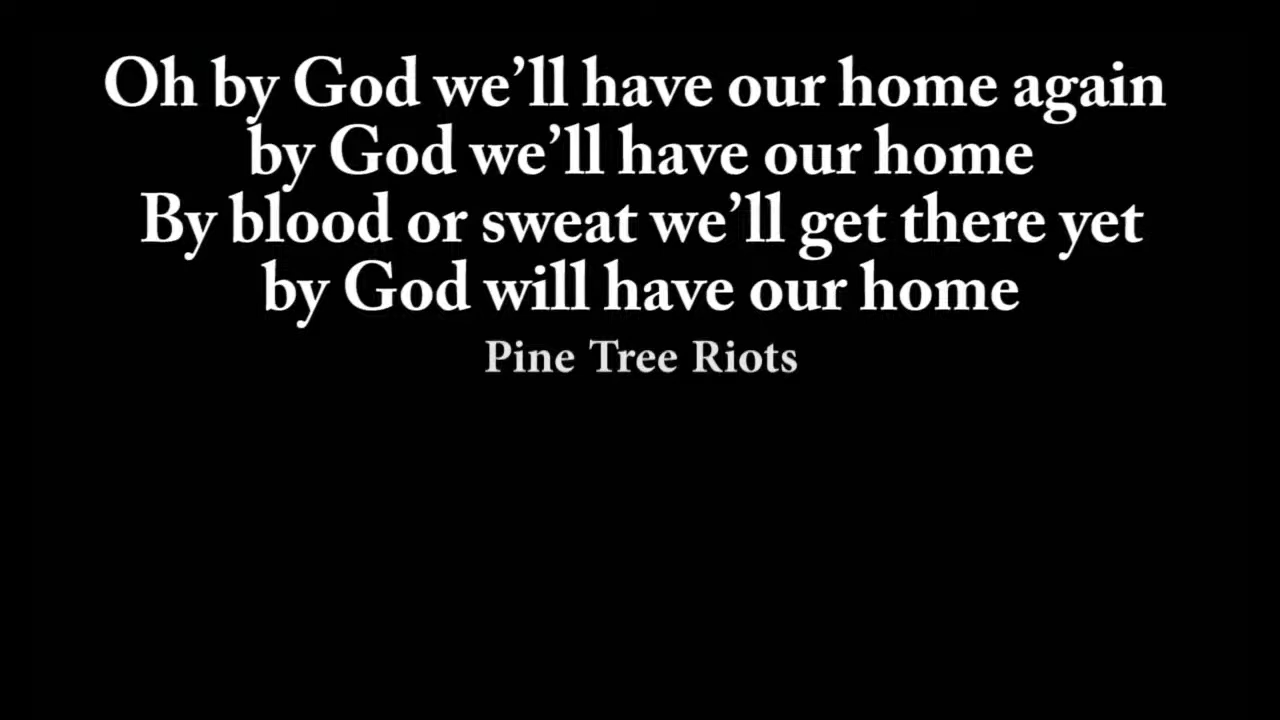 Oh by God we’ll have our home again
by God we’ll have our home
By blood or sweat we’ll get there yet
by God will have our home
Pine Tree Riots